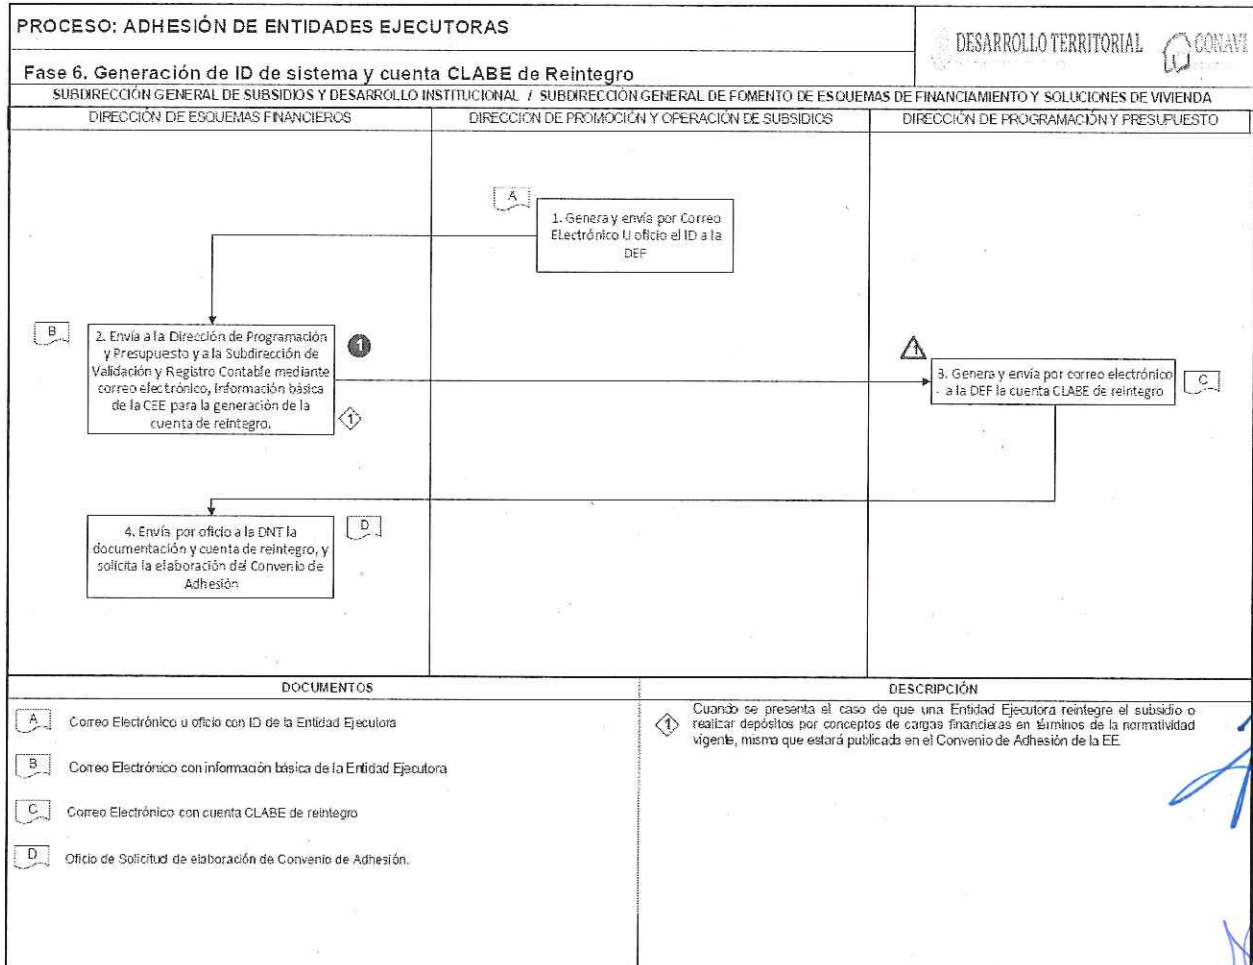 PROCESO: ADHESIÓN DE ENTIDADES EJECUTORAS
DESARROLLO TERRITORIAL
CONAVI
Fase 6. Generación de ID de sistema y cuenta CLABE de Reintegro
SUBDIRECCIÓN GENERAL DE SUBSIDIOS Y DESARROLLO INSTITUCIONAL / SUBDIRECCIÓN GENERAL DE FOMENTO DE ESQUEMAS DE FINANCIAMIENTO Y SOLUCIONES DE VIVIENDA
DIRECCIÓN DE ESQUEMAS FINANCIEROS
DIRECCIÓN DE PROMOCIÓN Y OPERACIÓN DE SUBSIDIOS
DIRECCIÓN DE PROGRAMACIÓN Y PRESUPUESTO
A
1. Genera y envía por Correo
ELectrónico U oficio el ID a la
DEF
B
2. Envía a la Dirección de Programación
y Presupuesto y a la Subdirección de
Validación y Registro Contable mediante
correo electrónico, información básica
de la CEE para la generación de la
cuenta de reintegro.
1
1
1
3. Genera y envía por correo electrónico
a la DEF la cuenta CLABE de reintegro
C
4. Envía por oficio a la DNT la
documentación y cuenta de reintegro, y
solicita la elaboración del Convenio de
Adhesión
D
DOCUMENTOS
A Correo Electrónico u oficio con ID de la Entidad Ejecutora
B Correo Electrónico con información básica de la Entidad Ejecutora
C Correo Electrónico con cuenta CLABE de reintegro
D Oficio de Solicitud de elaboración de Convenio de Adhesión.
DESCRIPCIÓN
1 Cuando se presenta el caso de que una Entidad Ejecutora reintegre el subsidio o
realizar depósitos por conceptos de cargas financieras en términos de la normatividad
vigente, misma que estará publicada en el Convenio de Adhesión de la EE